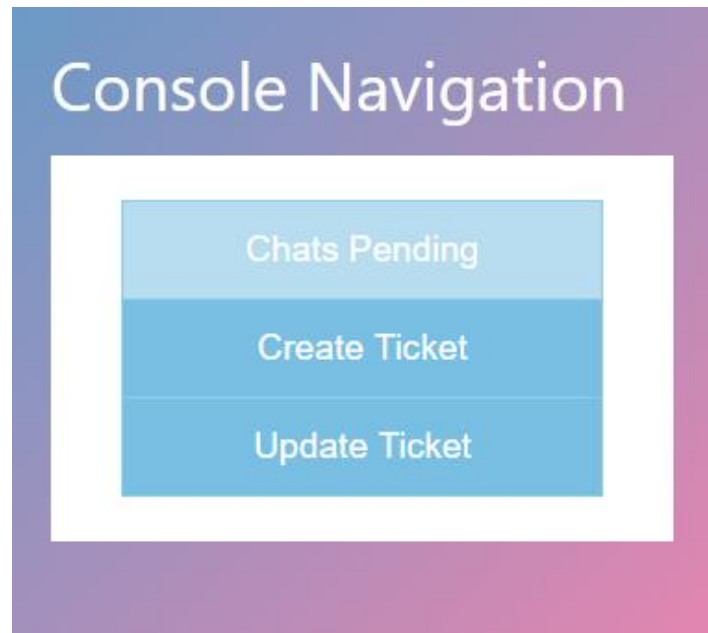 Console Navigation
Chats Pending
Create Ticket
Update Ticket